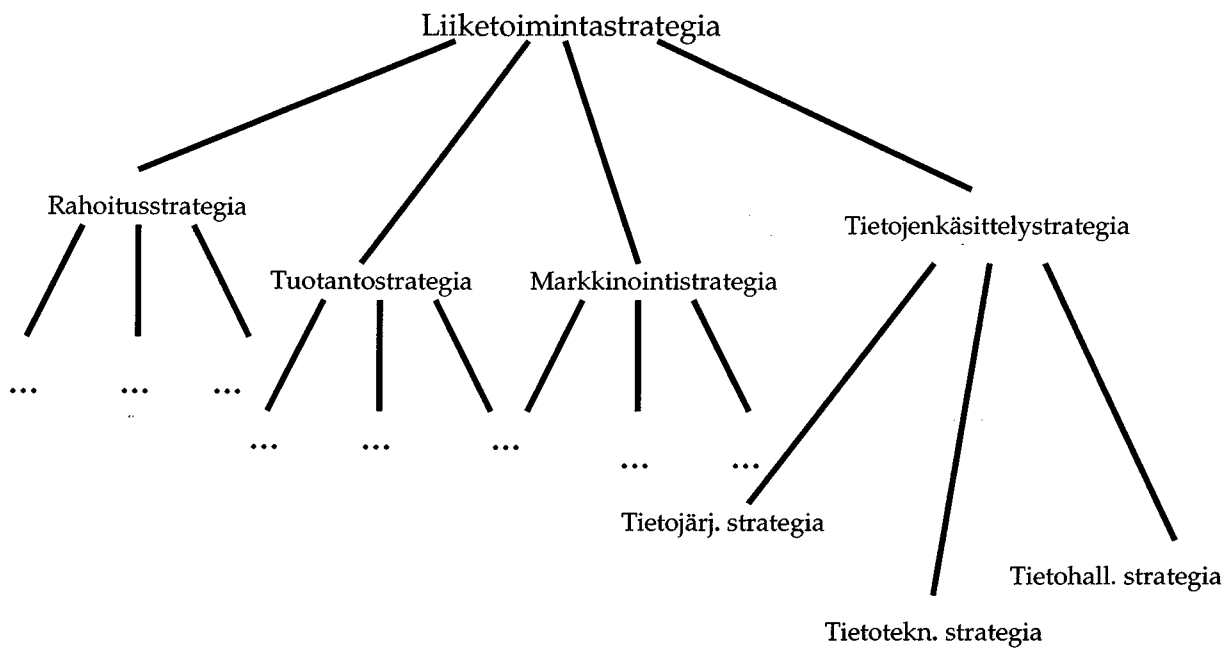 Liiketoimintastrategia
Rahoitusstrategia
Tietojenkäsittelystrategia
Tuotantostrategia
Markkinointistrategia
... ... ...
... ... ...
... ...
Tietojärj. strategia
Tietohall. strategia
Tietotekn. strategia